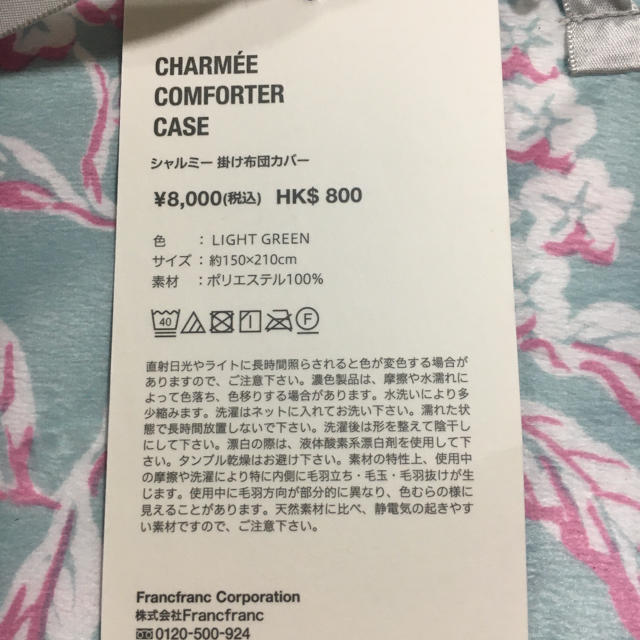 CHARMÉE
COMFORTER
CASE
シャルミー 掛け布団カバー
¥8,000(税込) HK$ 800
色 : LIGHT GREEN
サイズ : 約150×210cm
素材 : ポリエステル100%
40 F
直射日光やライトに長時間照らされると色が変色する場合が
ありますので、ご注意下さい。濃色製品は、摩擦や水濡れに
よって色落ち、色移りする場合があります。水洗いにより多
少縮みます。洗濯はネットに入れてお洗い下さい。濡れた状
態で長時間放置しないで下さい。洗濯後は形を整えて陰干し
にして下さい。漂白の際は、液体酸素系漂白剤を使用して下
さい。タンブル乾燥はお避け下さい。素材の特性上、使用中
の摩擦や洗濯により特に内側に毛羽立ち・毛玉・毛羽抜けが生
じます。使用中に毛羽方向が部分的に異なり、色むらの様に
見えることがあります。天然素材に比べ、静電気の起きやす
い素材ですので、ご注意下さい。
Francfranc Corporation
株式会社Francfranc
0120-500-924